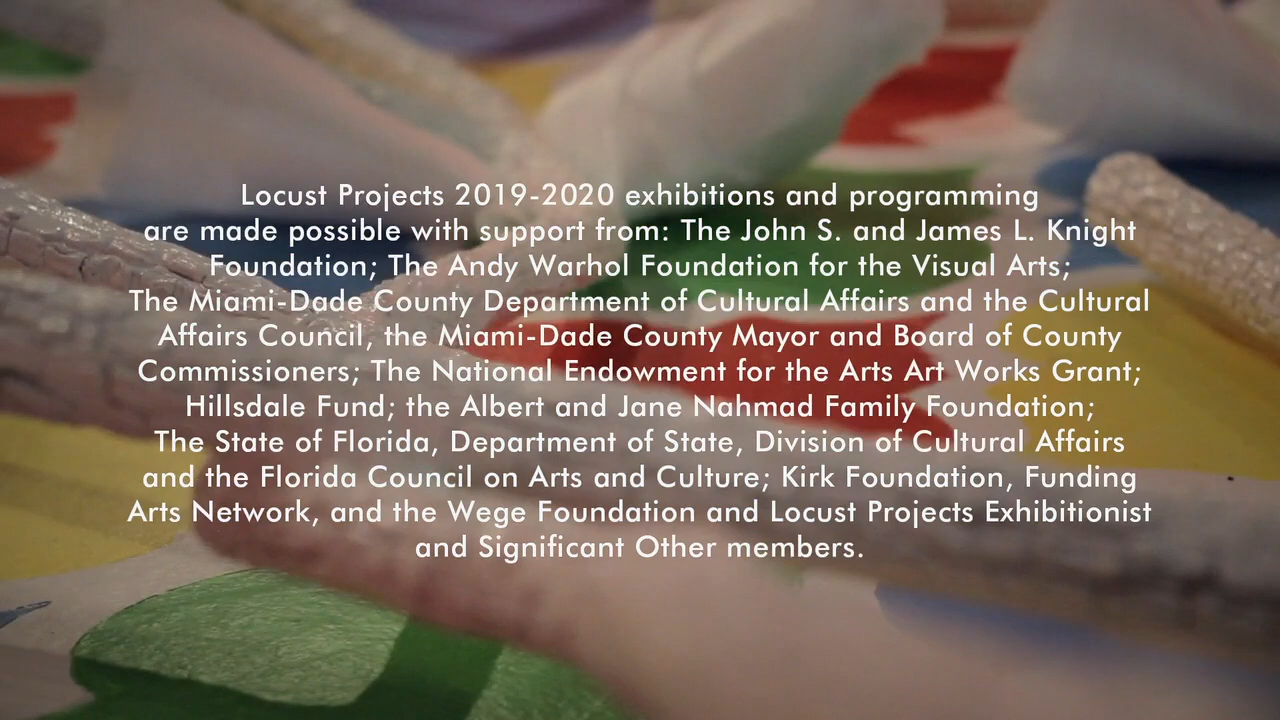 Locust Projects 2019-2020 exhibitions and programming
are made possible with support from: The John S. and James L. Knight
Foundation; The Andy Warhol Foundation for the Visual Arts;
The Miami-Dade County Department of Cultural Affairs and the Cultural
Affairs Council, the Miami-Dade County Mayor and Board of County
Commissioners; The National Endowment for the Arts Art Works Grant;
Hillsdale Fund; the Albert and Jane Nahmad Family Foundation;
The State of Florida, Department of State, Division of Cultural Affairs
and the Florida Council on Arts and Culture; Kirk Foundation, Funding
Arts Network, and the Wege Foundation and Locust Projects Exhibitionist
and Significant Other members.